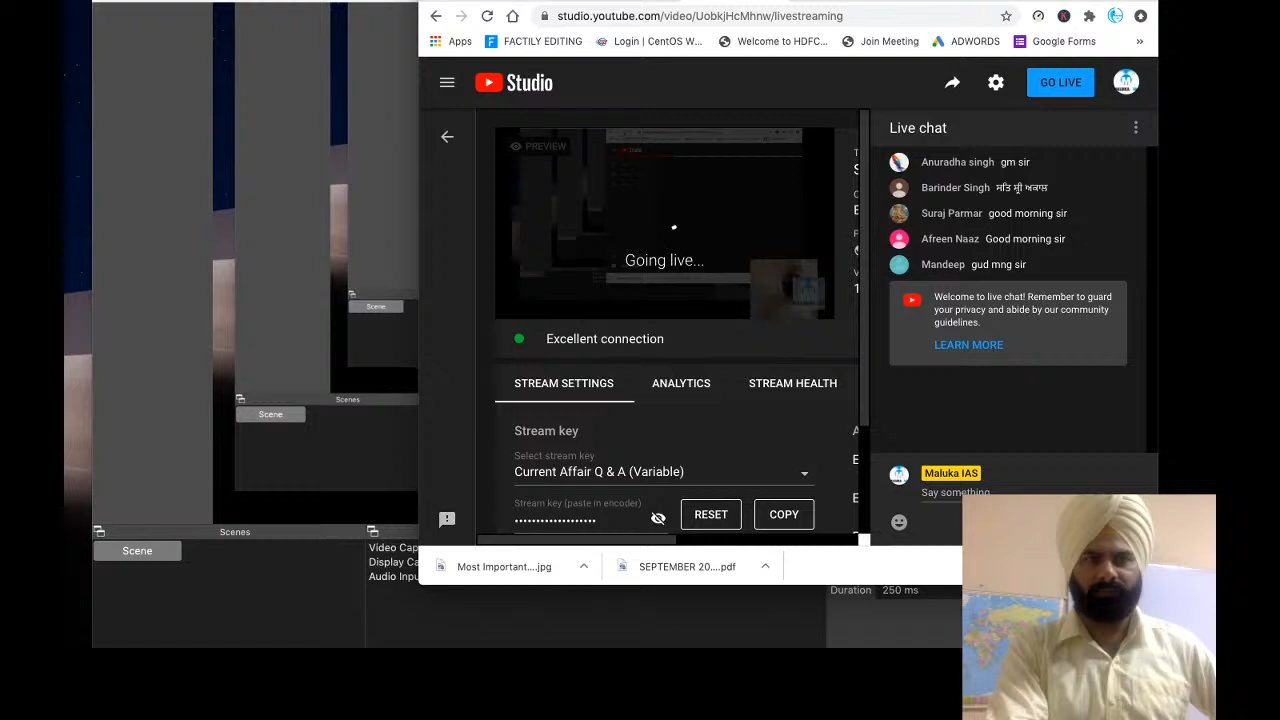 studio.youtube.com/video/UobkjHcMhnw/livestreaming
Apps FACTILY EDITING Login | CentOS W... Welcome to HDFC... Join Meeting ADWORDS Google Forms »
Studio GO LIVE
PREVIEW
Going live...
Excellent connection
STREAM SETTINGS ANALYTICS STREAM HEALTH
Stream key
Select stream key
Current Affair Q & A (Variable)
Stream key (paste in encoder)
•••••••••••••••••••
RESET COPY
Live chat
Anuradha singh gm sir
Barinder Singh ਸਤਿ ਸ੍ਰੀ ਅਕਾਲ
Suraj Parmar good morning sir
Afreen Naaz Good morning sir
Mandeep gud mng sir
Welcome to live chat! Remember to guard
your privacy and abide by our community
guidelines.
LEARN MORE
Maluka IAS
Say something
Scene
Scenes
Scene
Scenes
Scene
Video Cap
Display Ca
Audio Inpu
Most Important....jpg SEPTEMBER 20....pdf
Duration 250 ms